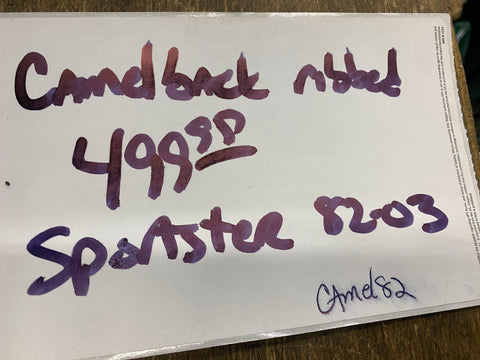 Camelback ribbed
499.99
Sportster 82-03
Camel82